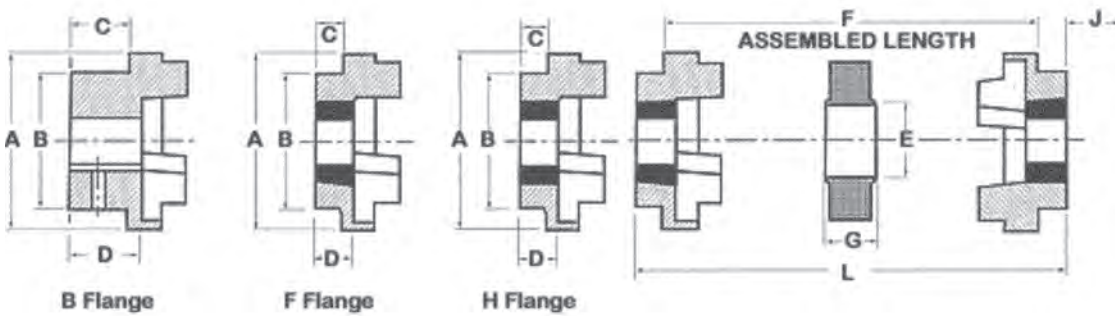 C C C F J
ASSEMBLED LENGTH
A B A B A B E
D D D G
L
B Flange F Flange H Flange